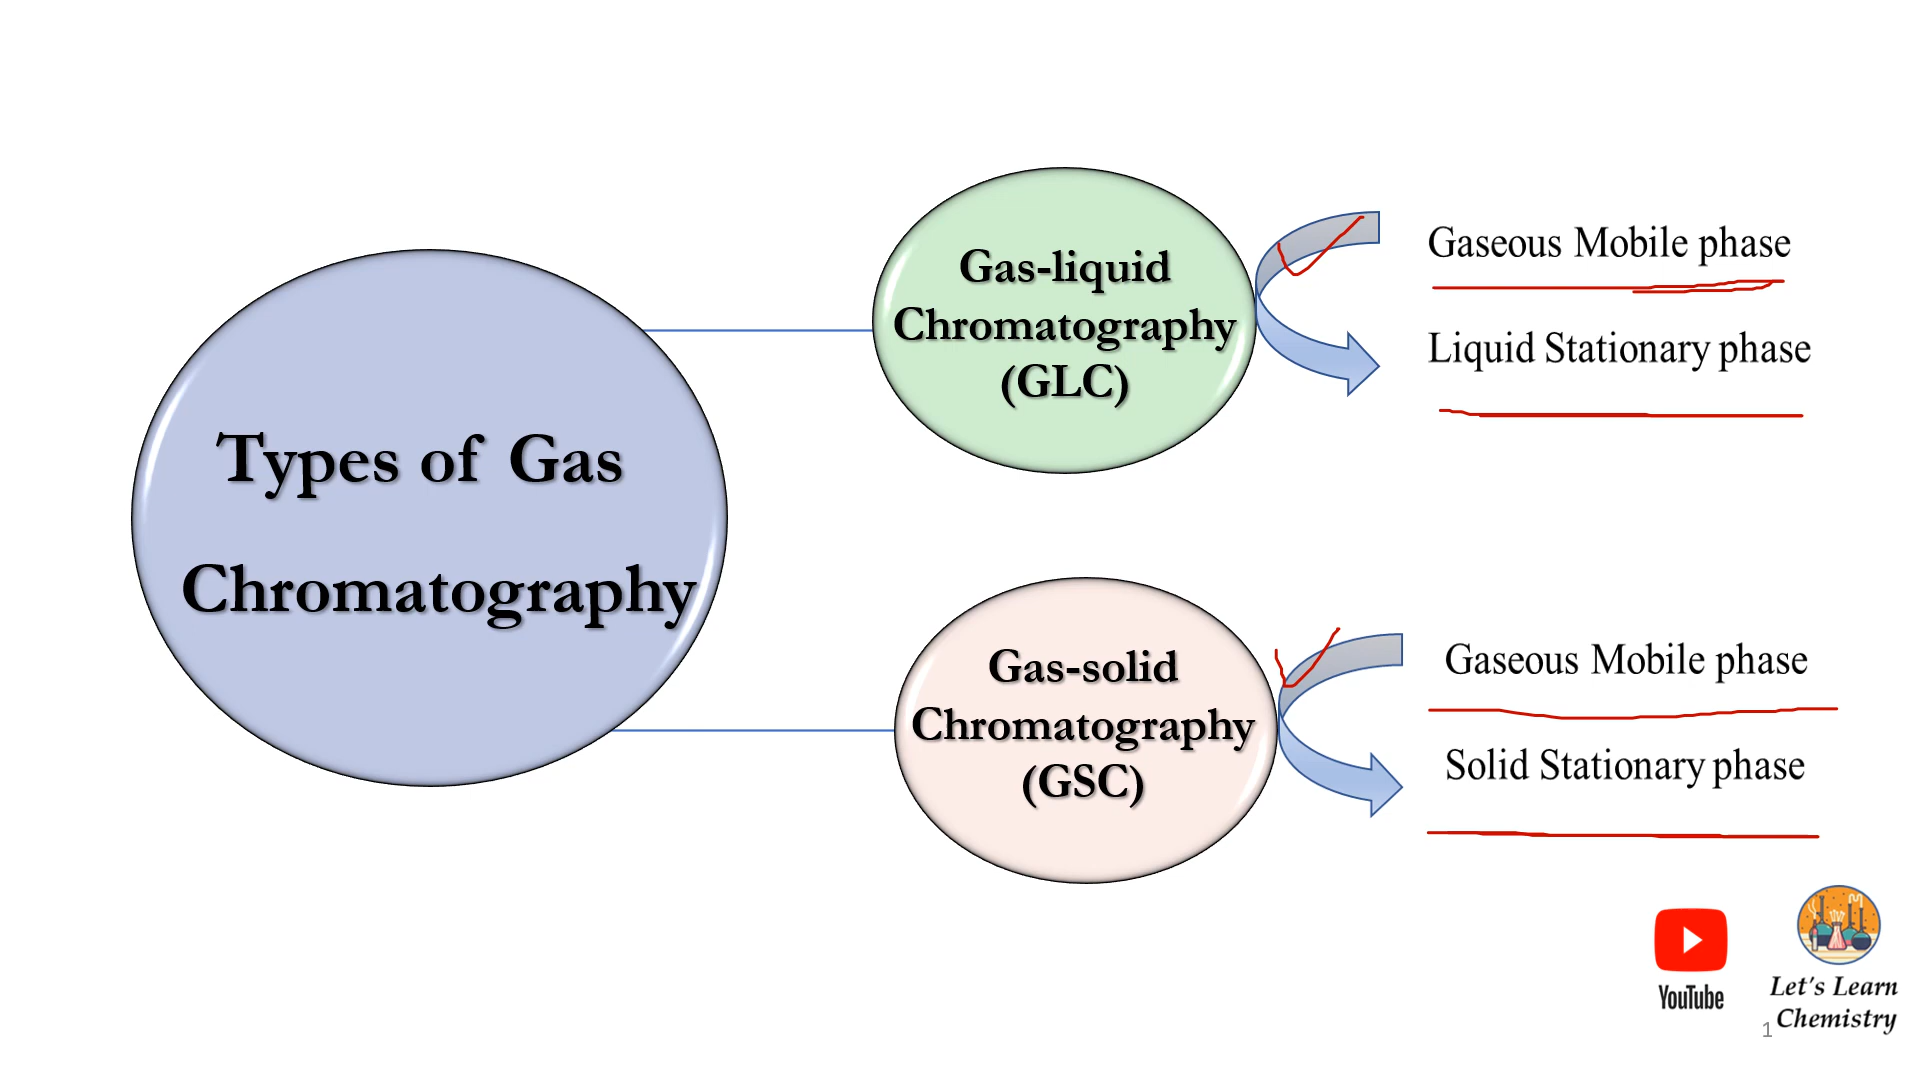 Types of Gas
Chromatography
Gas-liquid
Chromatography
(GLC)
Gaseous Mobile phase
Liquid Stationary phase
Gas-solid
Chromatography
(GSC)
Gaseous Mobile phase
Solid Stationary phase
YouTube
Let's Learn
Chemistry
1